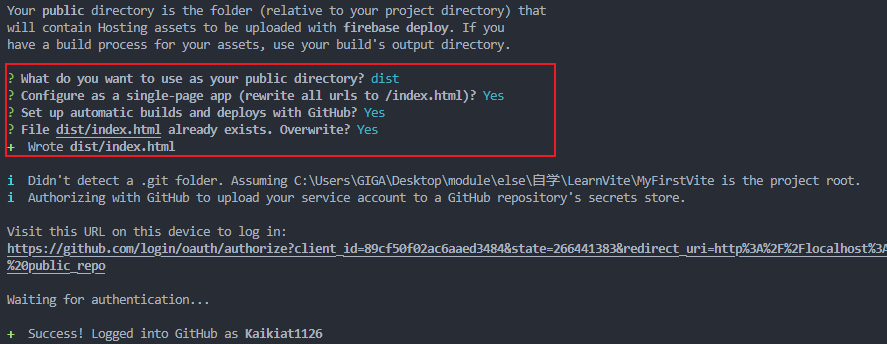 Your public directory is the folder (relative to your project directory) that
will contain Hosting assets to be uploaded with firebase deploy. If you
have a build process for your assets, use your build's output directory.
? What do you want to use as your public directory? dist
? Configure as a single-page app (rewrite all urls to /index.html)? Yes
? Set up automatic builds and deploys with GitHub? Yes
? File dist/index.html already exists. Overwrite? Yes
+ Wrote dist/index.html
i Didn't detect a .git folder. Assuming C:\Users\GIGA\Desktop\module\else\自学\LearnVite\MyFirstVite is the project root.
i Authorizing with GitHub to upload your service account to a GitHub repository's secrets store.
Visit this URL on this device to log in:
https://github.com/login/oauth/authorize?client_id=89cf50f02ac6aaed3484&state=266441383&redirect_uri=http%3A%2F%2Flocalhost%3A
%20public_repo
Waiting for authentication...
+ Success! Logged into GitHub as Kaikiat1126